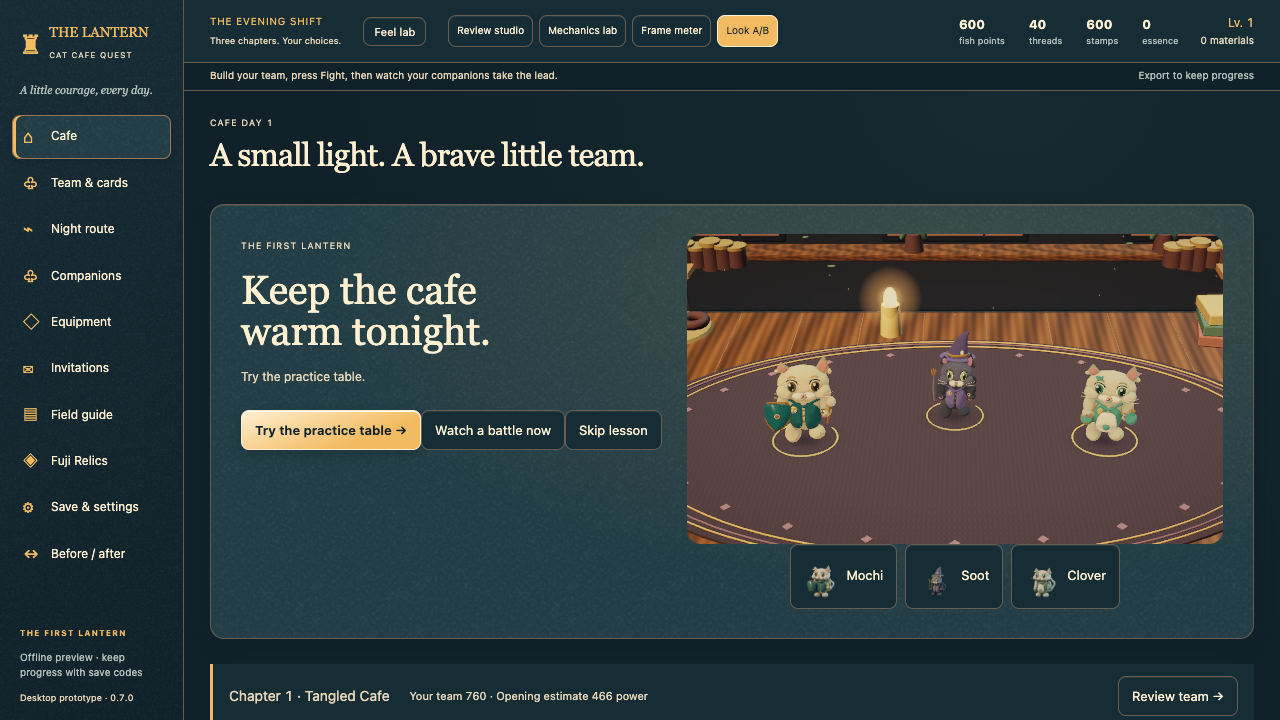 THE LANTERN
CAT CAFE QUEST
A little courage, every day.
Cafe
Team & cards
Night route
Companions
Equipment
Invitations
Field guide
Fuji Relics
Save & settings
Before / after
THE FIRST LANTERN
Offline preview · keep
progress with save codes
Desktop prototype · 0.7.0
THE EVENING SHIFT
Three chapters. Your choices.
Feel lab
Review studio
Mechanics lab
Frame meter
Look A/B
600
fish points
40
threads
600
stamps
0
essence
Lv. 1
0 materials
Build your team, press Fight, then watch your companions take the lead.
Export to keep progress
CAFE DAY 1
A small light. A brave little team.
THE FIRST LANTERN
Keep the cafe
warm tonight.
Try the practice table.
Try the practice table →
Watch a battle now
Skip lesson
Mochi
Soot
Clover
Chapter 1 · Tangled Cafe
Your team 760 · Opening estimate 466 power
Review team →